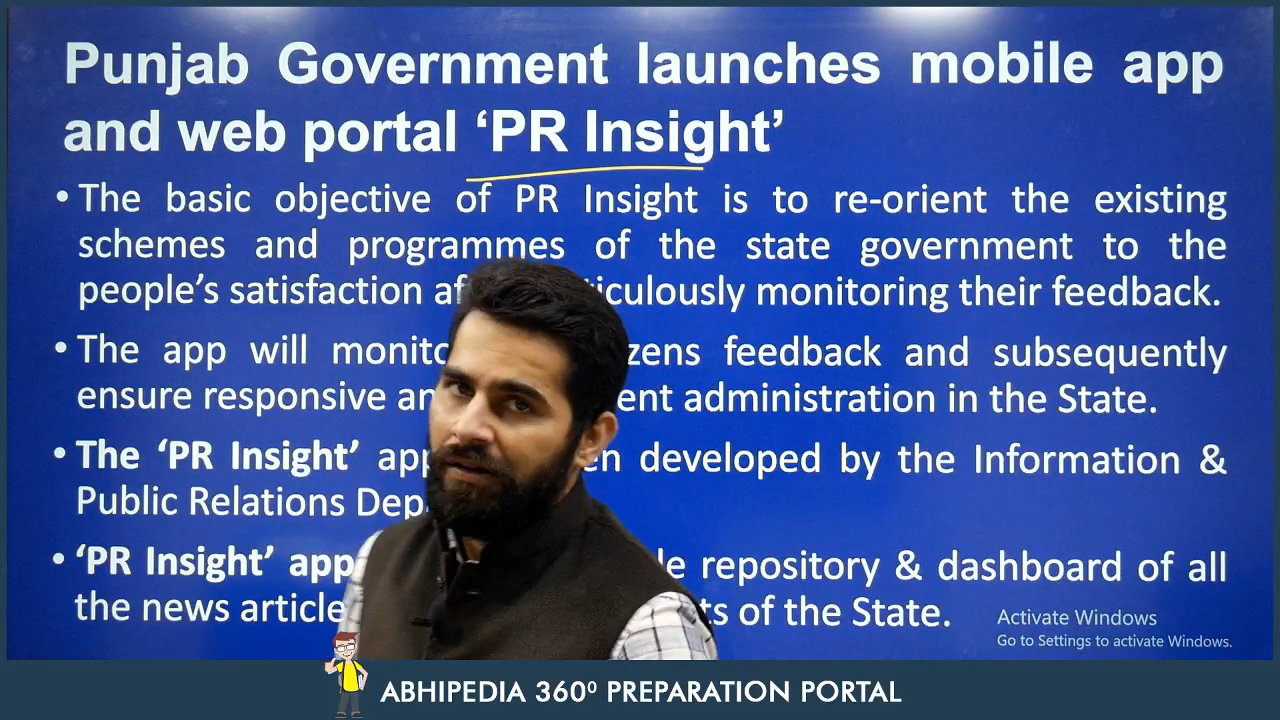 Punjab Government launches mobile app
and web portal ‘PR Insight’
• The basic objective of PR Insight is to re-orient the existing
schemes and programmes of the state government to the
people’s satisfaction af iculously monitoring their feedback.
• The app will monito zens feedback and subsequently
ensure responsive an ent administration in the State.
• The ‘PR Insight’ app en developed by the Information &
Public Relations Dep
• ‘PR Insight’ app le repository & dashboard of all
the news article ts of the State.
Activate Windows
Go to Settings to activate Windows.
ABHIPEDIA 360⁰ PREPARATION PORTAL